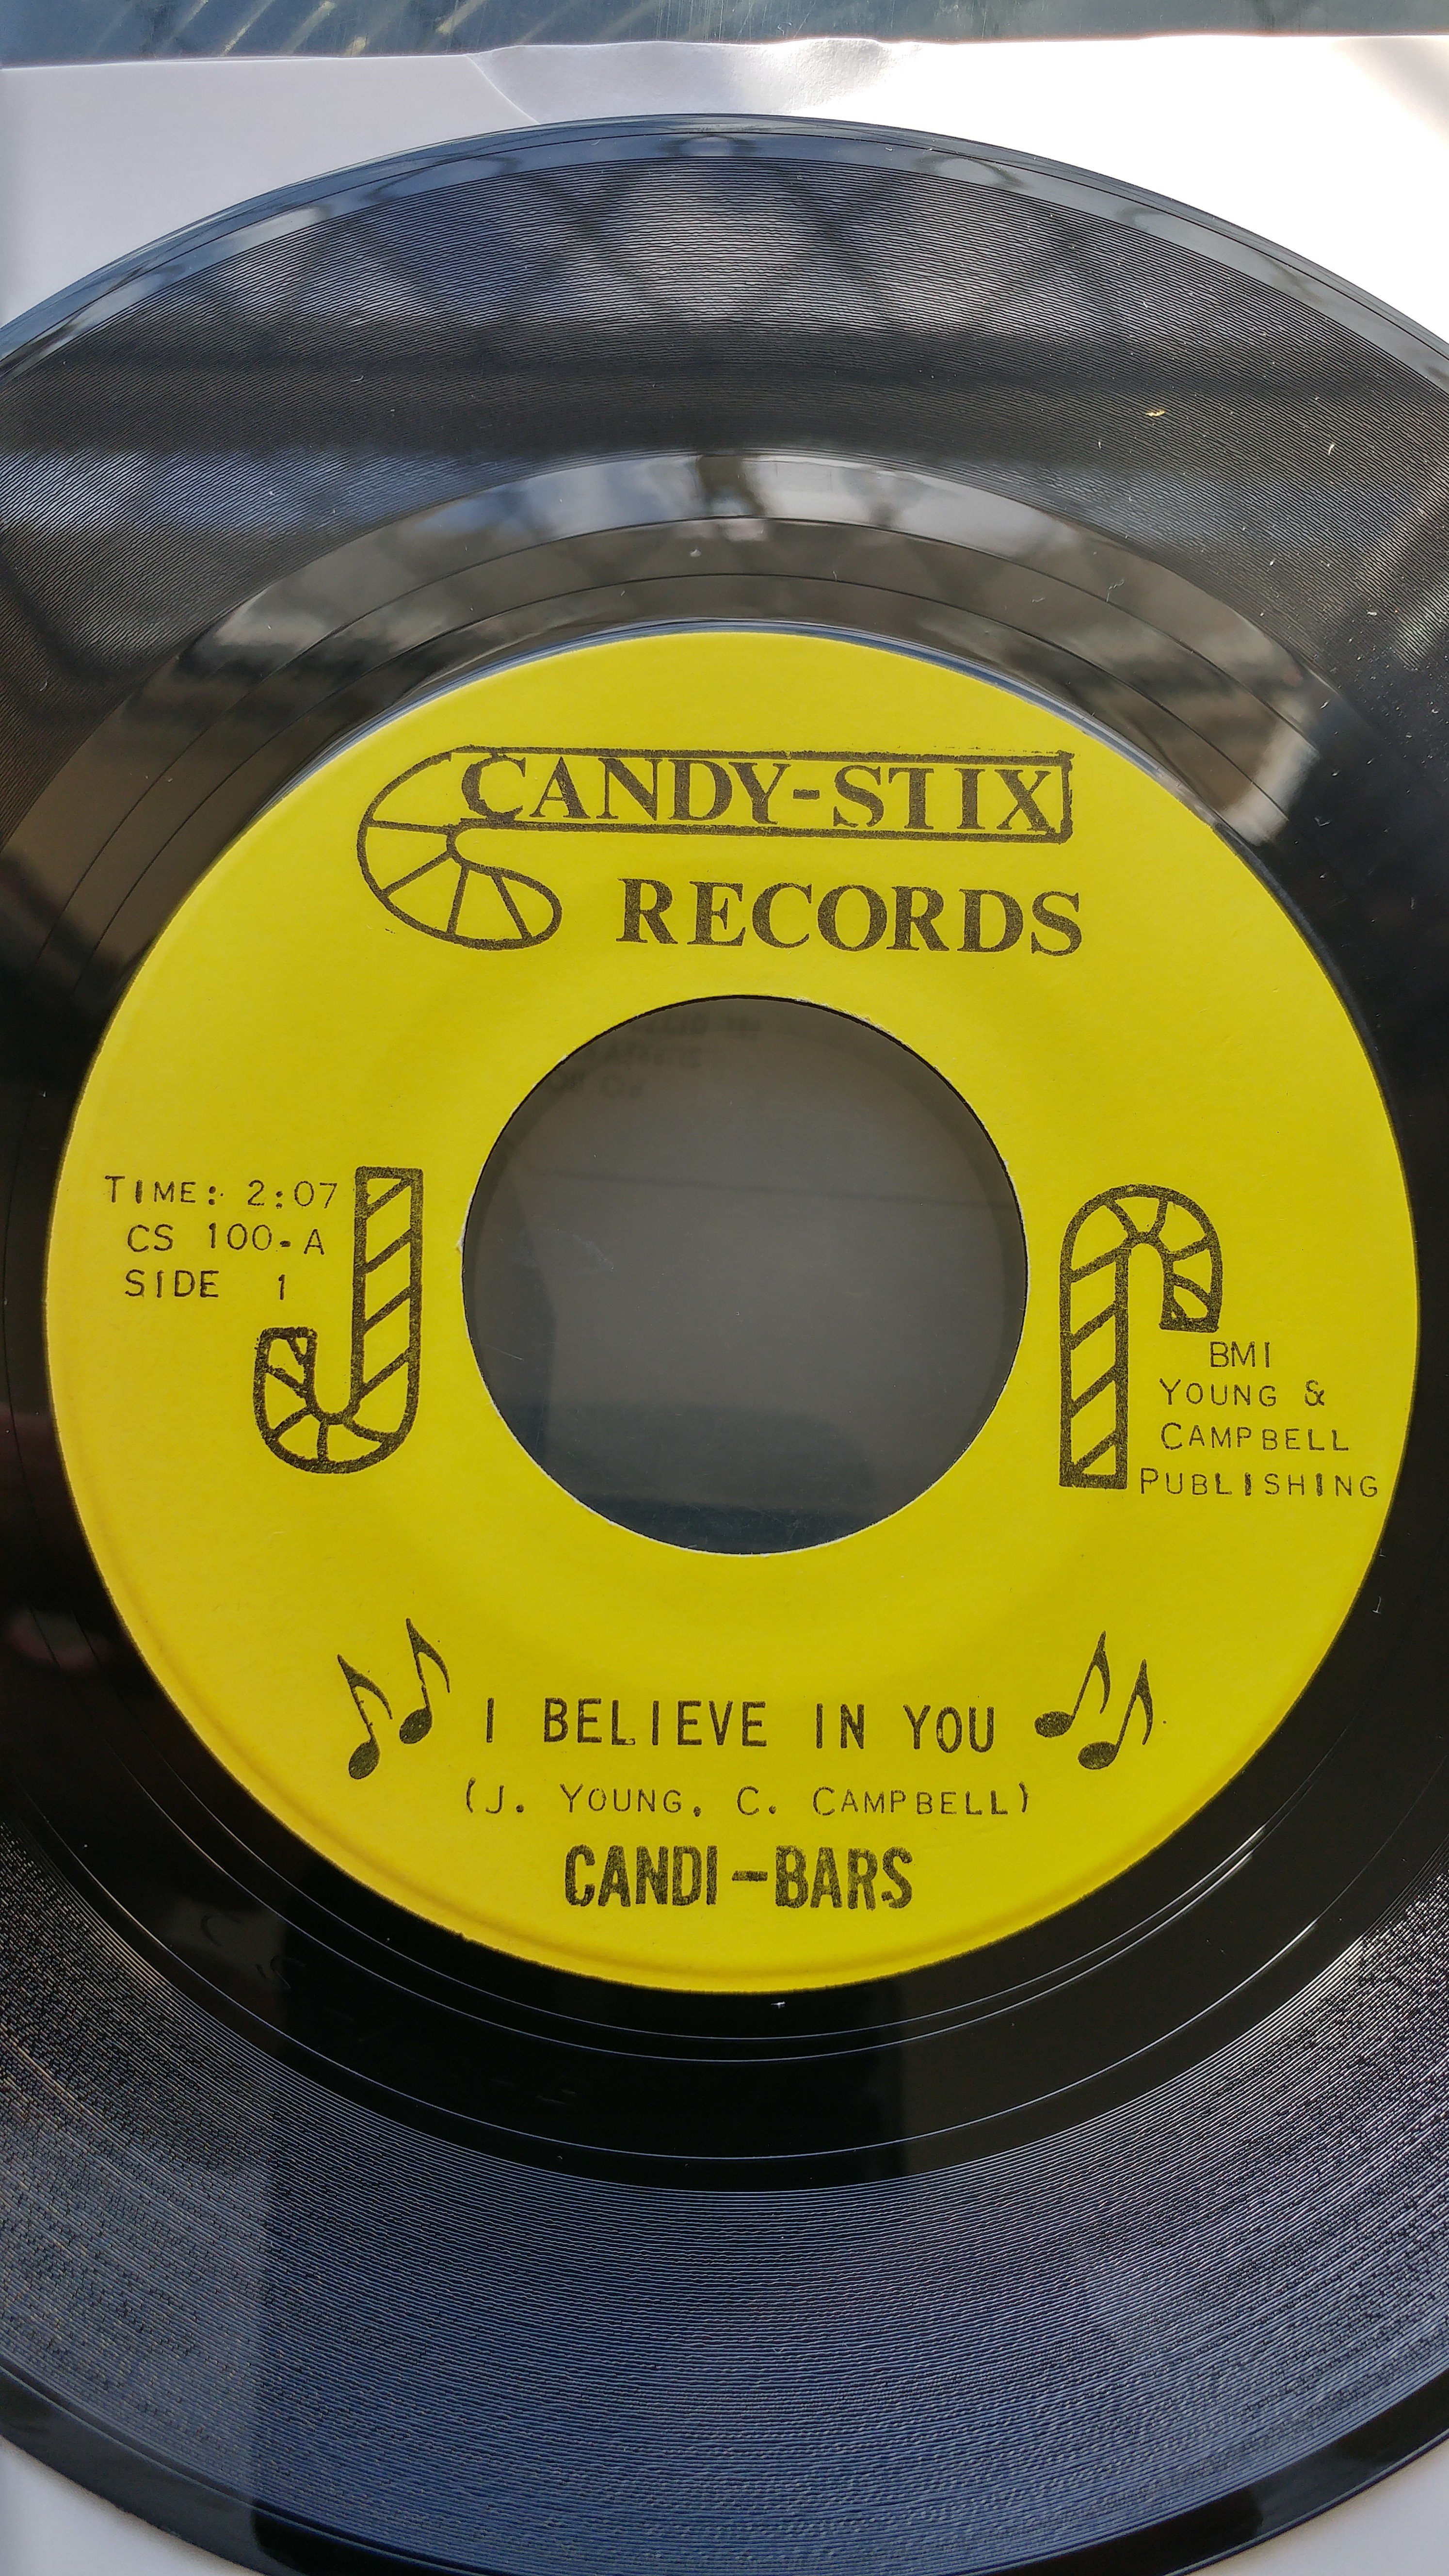 CANDY-STIX
RECORDS
TIME: 2:07
CS 100-A
SIDE 1
BMI
YOUNG &
CAMPBELL
PUBLISHING
I BELIEVE IN YOU
(J. YOUNG, C. CAMPBELL)
CANDI-BARS